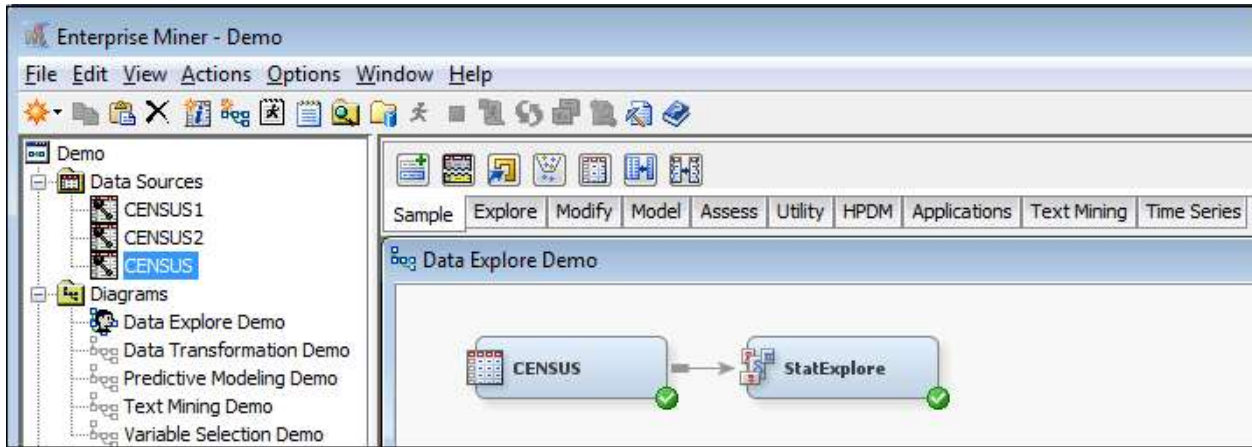 Enterprise Miner - Demo
File Edit View Actions Options Window Help
Demo
Data Sources
CENSUS1
CENSUS2
CENSUS
Diagrams
Data Explore Demo
Data Transformation Demo
Predictive Modeling Demo
Text Mining Demo
Variable Selection Demo
Sample Explore Modify Model Assess Utility HPDM Applications Text Mining Time Series
Data Explore Demo
CENSUS StatExplore